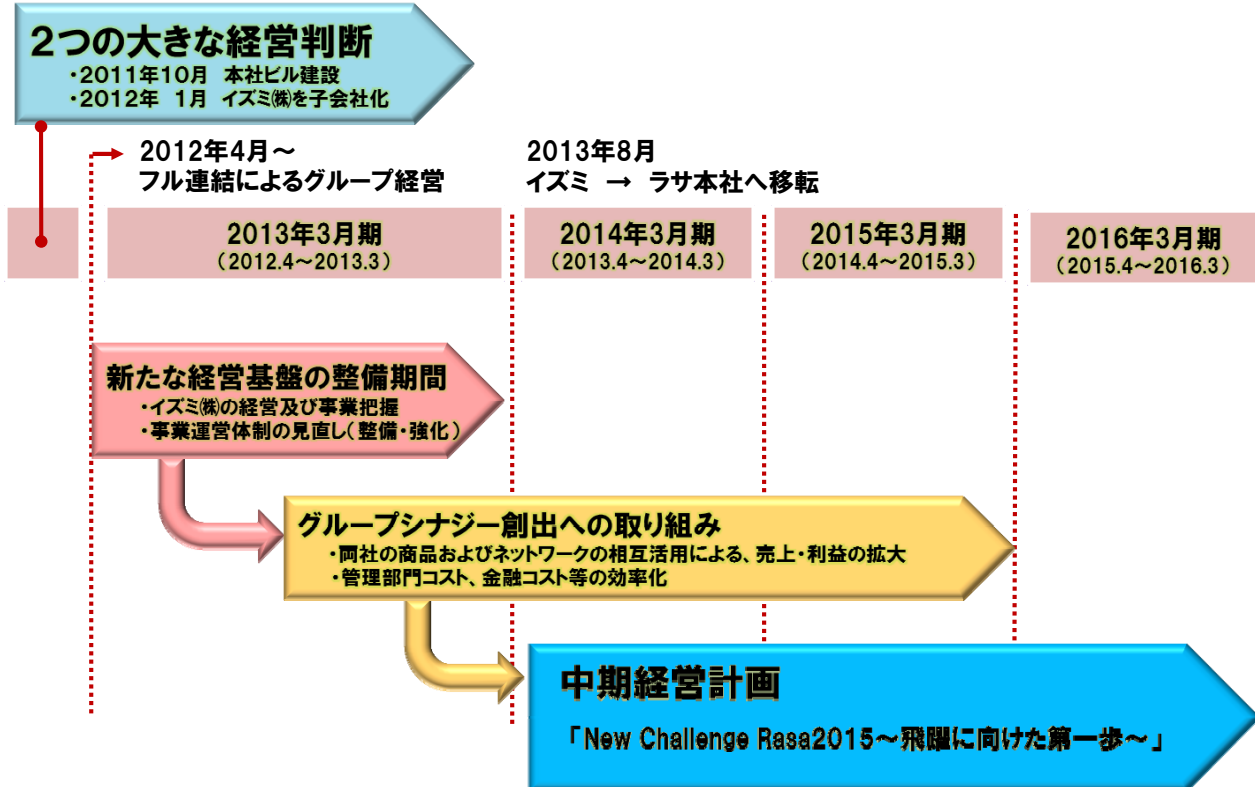 2つの大きな経営判断
・2011年10月 本社ビル建設
・2012年 1月 イズミ㈱を子会社化
2012年4月～
フル連結によるグループ経営
2013年8月
イズミ → ラサ本社へ移転
2013年3月期
（2012.4～2013.3）
2014年3月期
（2013.4～2014.3）
2015年3月期
（2014.4～2015.3）
2016年3月期
（2015.4～2016.3）
新たな経営基盤の整備期間
・イズミ㈱の経営及び事業把握
・事業運営体制の見直し（整備・強化）
グループシナジー創出への取り組み
・両社の商品およびネットワークの相互活用による、売上・利益の拡大
・管理部門コスト、金融コスト等の効率化
中期経営計画
「New Challenge Rasa2015～飛躍に向けた第一歩～」